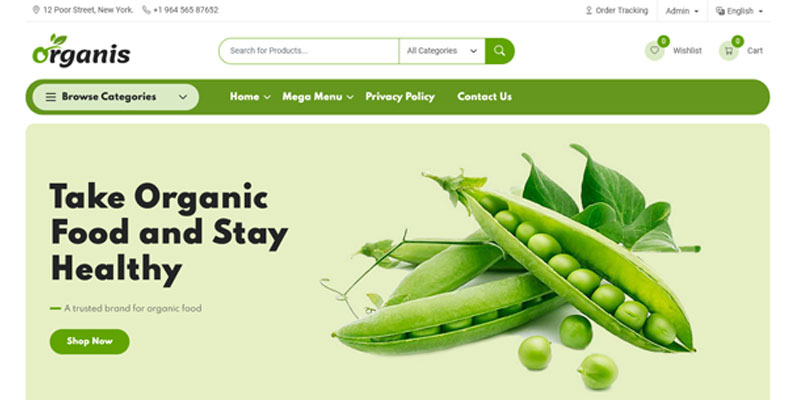 12 Poor Street, New York. +1 964 565 87652 Order Tracking Admin English
Organis Search for Products... All Categories 0 Wishlist 0 Cart
Browse Categories Home Mega Menu Privacy Policy Contact Us
Take Organic
Food and Stay
Healthy
A trusted brand for organic food
Shop Now